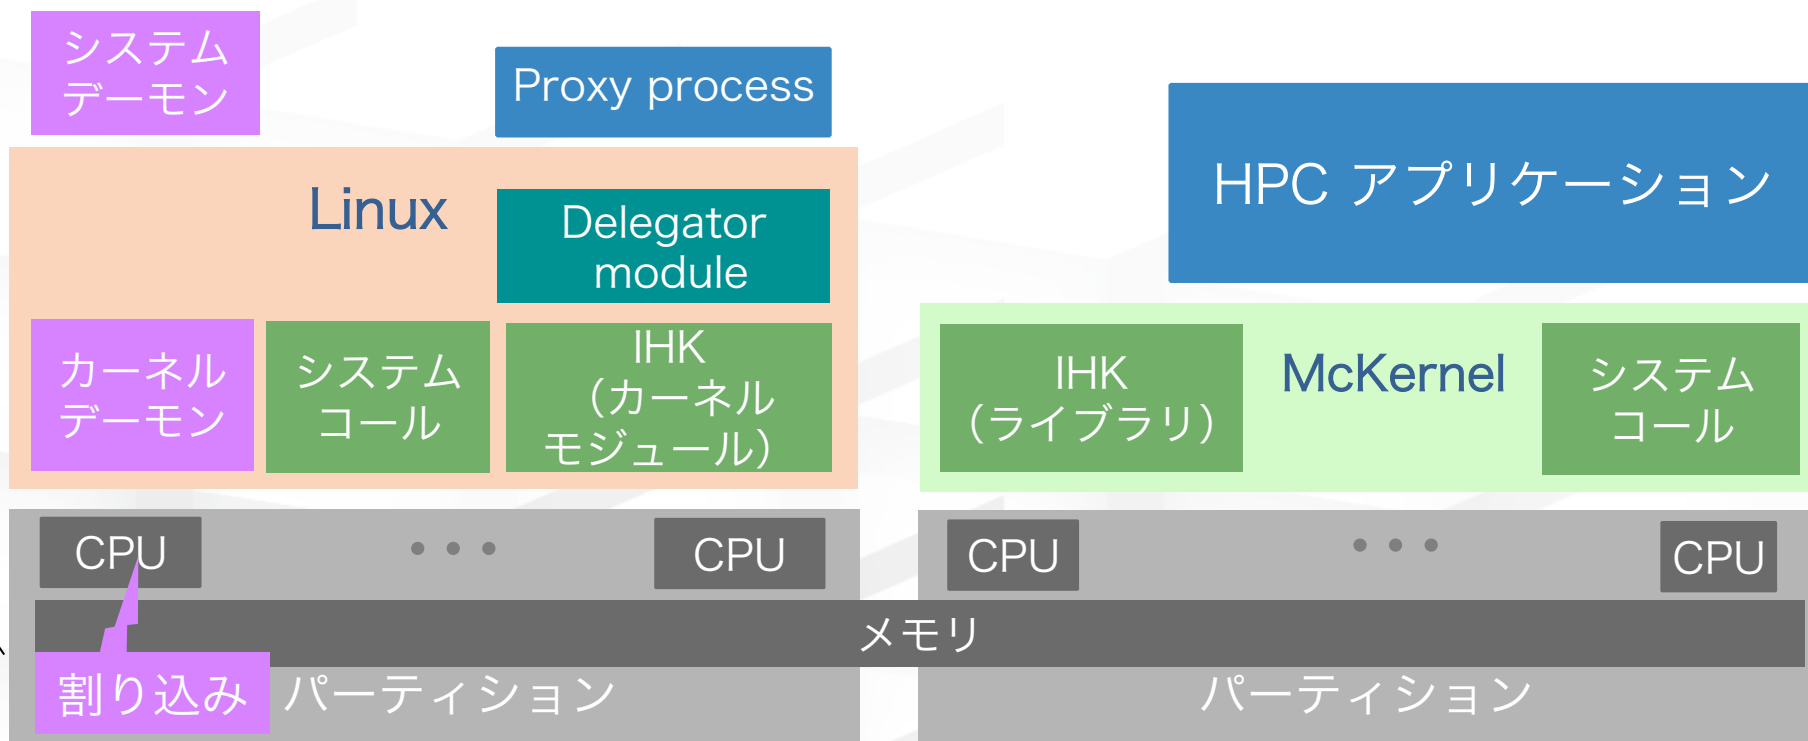 システム
デーモン
Proxy process
Linux
Delegator
module
カーネル
デーモン
システム
コール
IHK
（カーネル
モジュール）
HPC アプリケーション
IHK
（ライブラリ）
McKernel
システム
コール
CPU
・・・
CPU
CPU
・・・
CPU
メモリ
割り込み
パーティション
パーティション